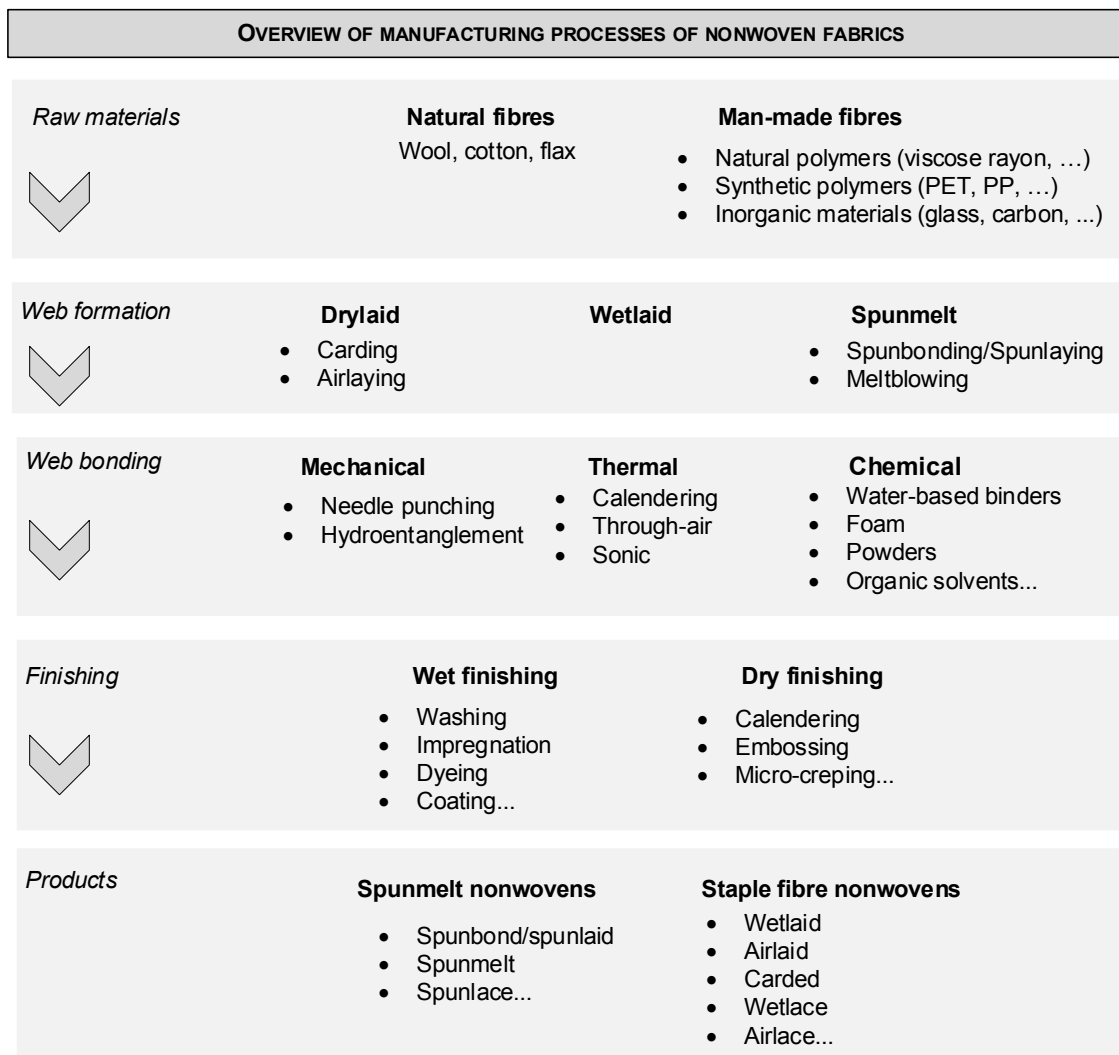 OVERVIEW OF MANUFACTURING PROCESSES OF NONWOVEN FABRICS
Raw materials
Natural fibres
Wool, cotton, flax
Man-made fibres
• Natural polymers (viscose rayon, …)
• Synthetic polymers (PET, PP, …)
• Inorganic materials (glass, carbon, ...)
Web formation
Drylaid
• Carding
• Airlaying
Wetlaid
Spunmelt
• Spunbonding/Spunlaying
• Meltblowing
Web bonding
Mechanical
• Needle punching
• Hydroentanglement
Thermal
• Calendering
• Through-air
• Sonic
Chemical
• Water-based binders
• Foam
• Powders
• Organic solvents...
Finishing
Wet finishing
• Washing
• Impregnation
• Dyeing
• Coating...
Dry finishing
• Calendering
• Embossing
• Micro-creping...
Products
Spunmelt nonwovens
• Spunbond/spunlaid
• Spunmelt
• Spunlace...
Staple fibre nonwovens
• Wetlaid
• Airlaid
• Carded
• Wetlace
• Airlace...